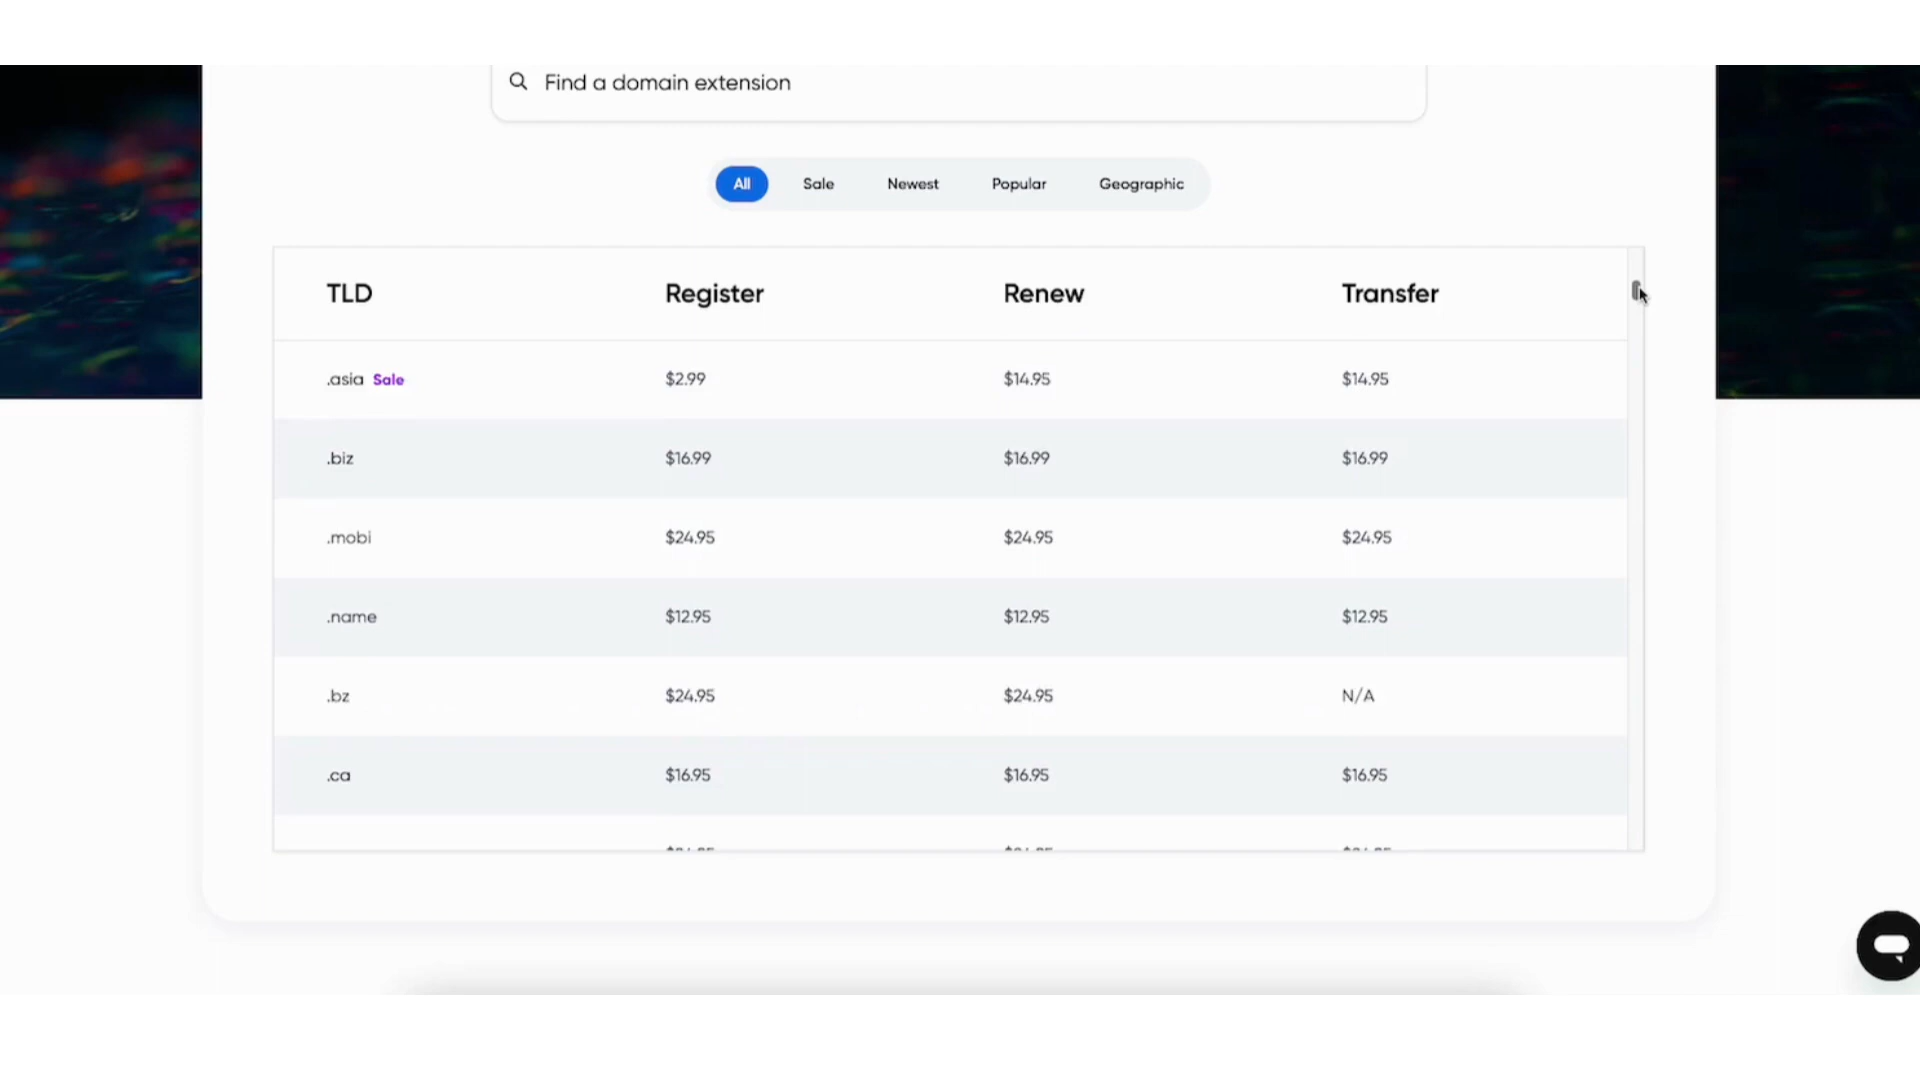 Find a domain extension
All Sale Newest Popular Geographic
TLD Register Renew Transfer
.asia Sale $2.99 $14.95 $14.95
.biz $16.99 $16.99 $16.99
.mobi $24.95 $24.95 $24.95
.name $12.95 $12.95 $12.95
.bz $24.95 $24.95 N/A
.ca $16.95 $16.95 $16.95